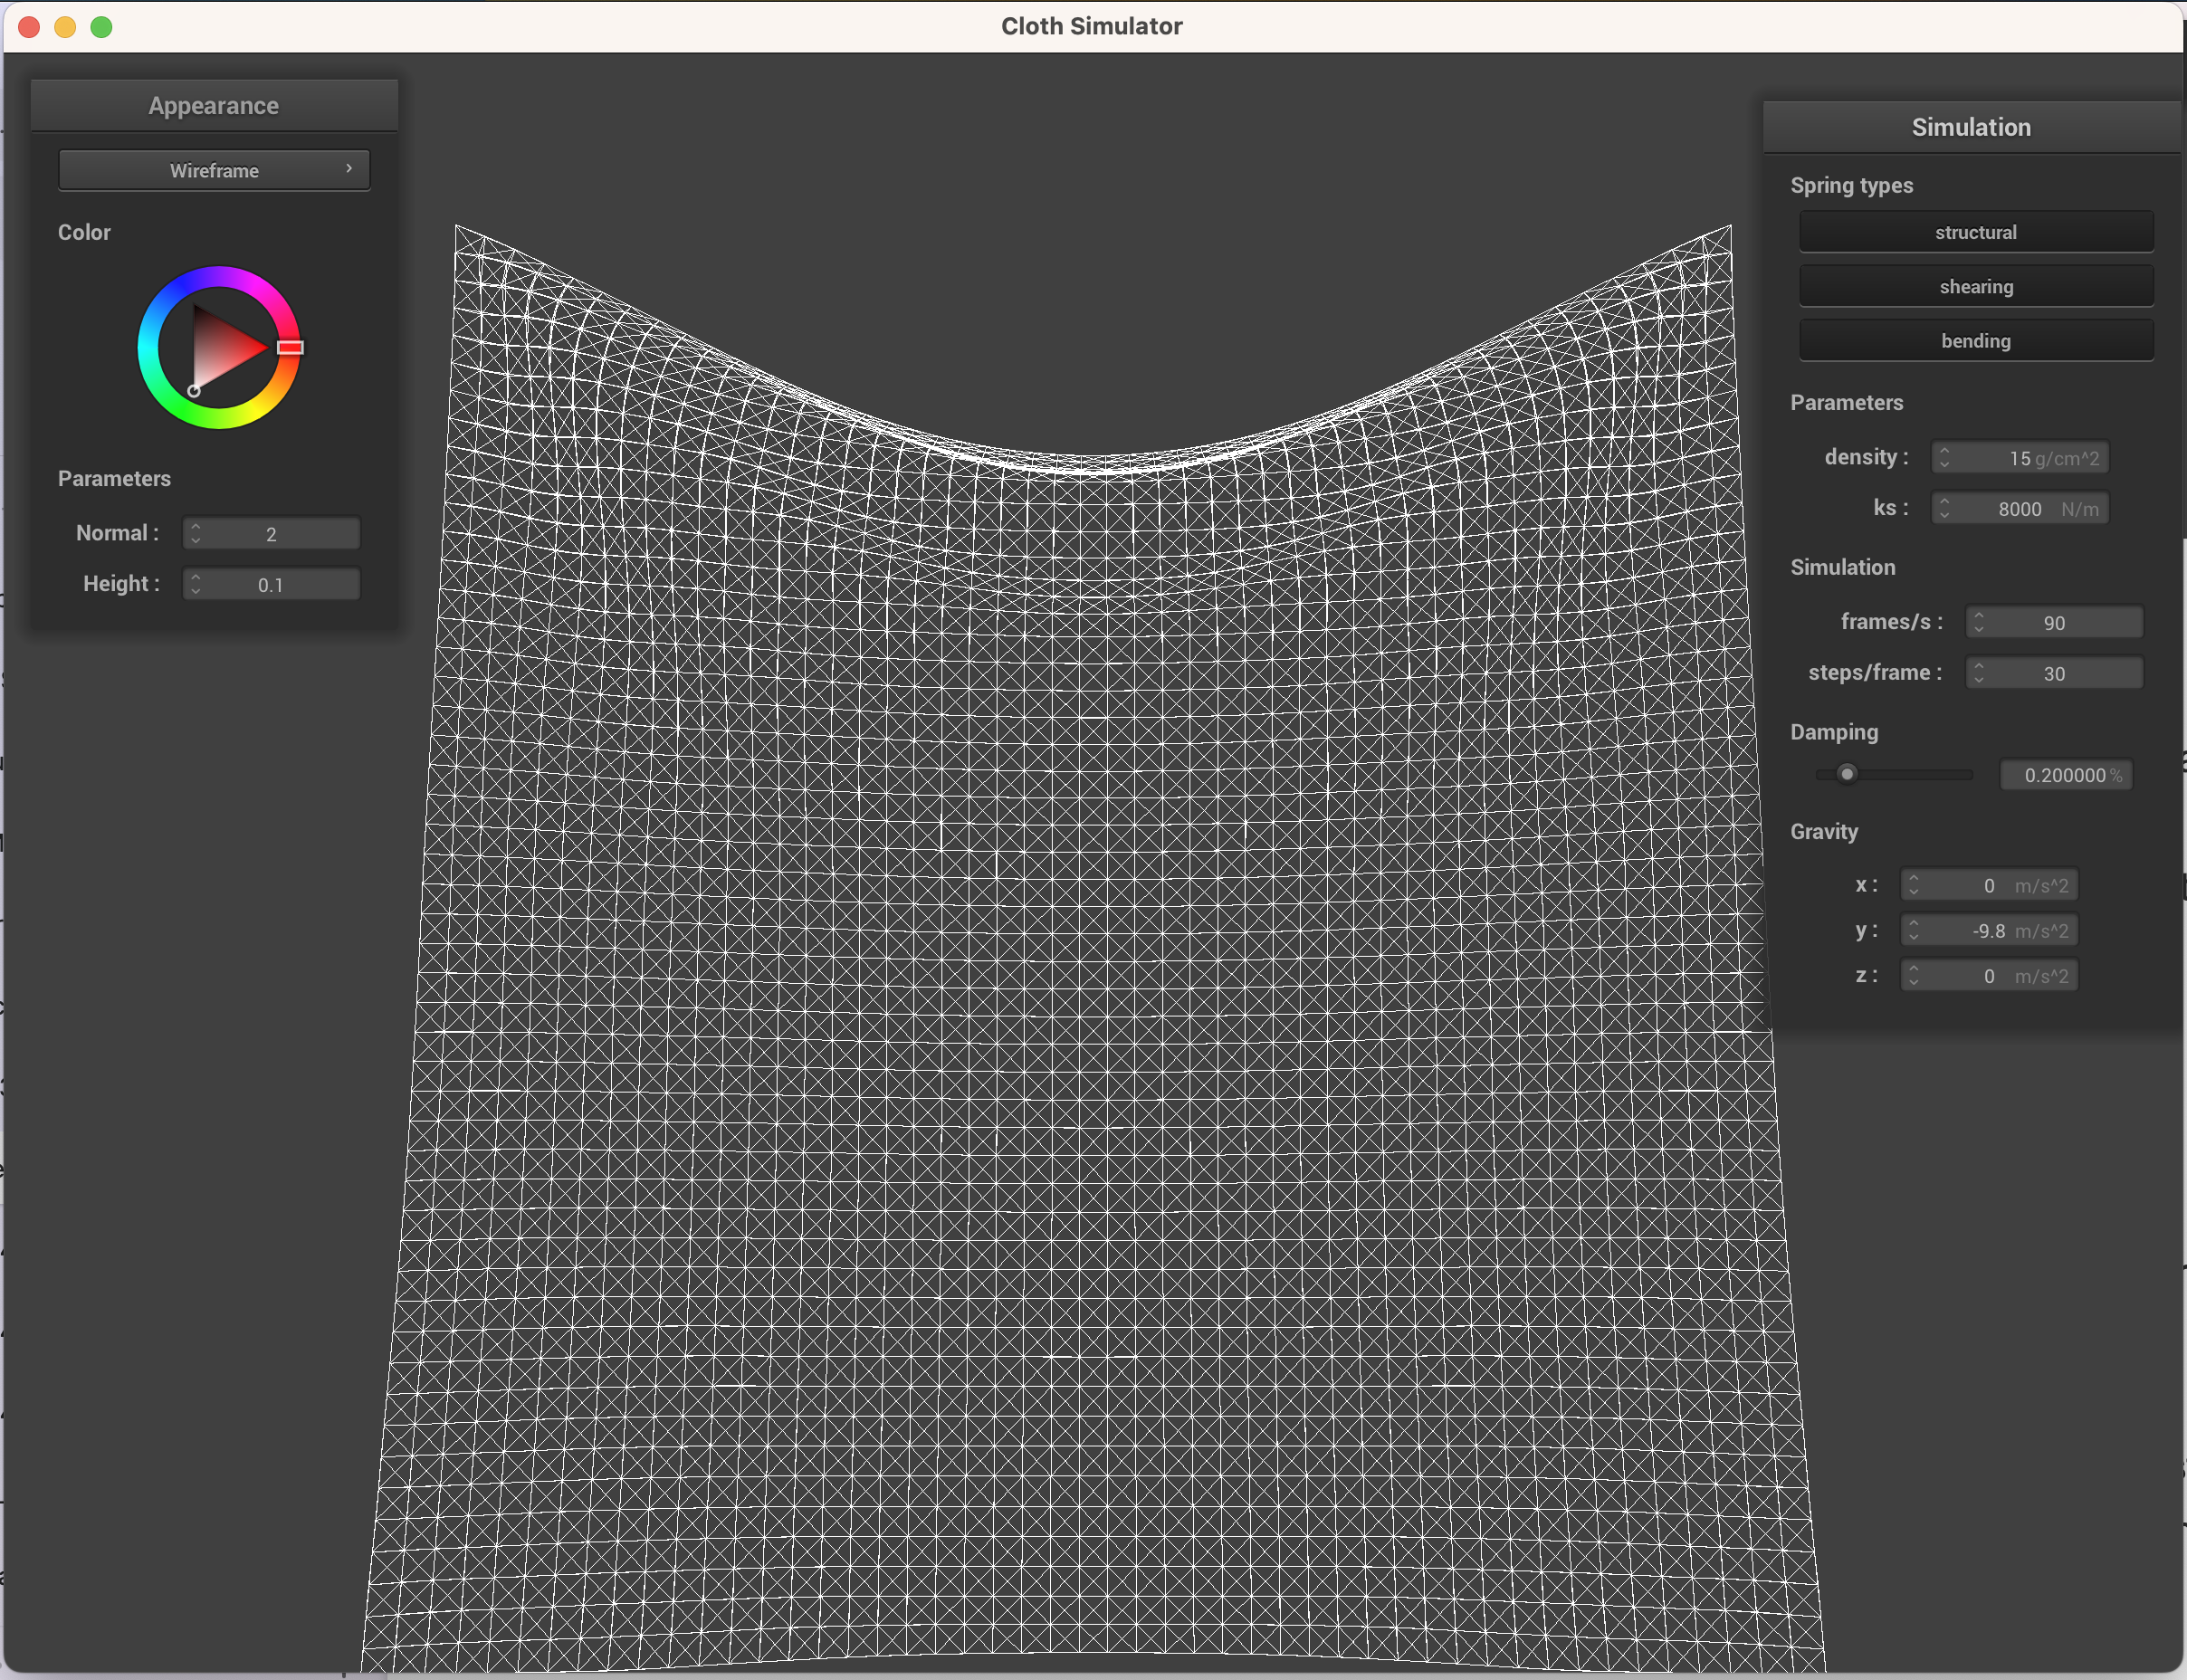 Cloth Simulator
Appearance
Wireframe
Color
Parameters
Normal : 2
Height : 0.1
Simulation
Spring types
structural
shearing
bending
Parameters
density : 15 g/cm^2
ks : 8000 N/m
Simulation
frames/s : 90
steps/frame : 30
Damping
0.200000 %
Gravity
x : 0 m/s^2
y : -9.8 m/s^2
z : 0 m/s^2